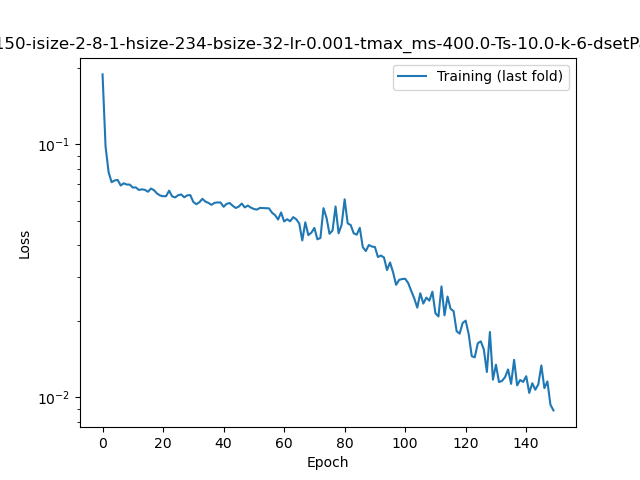 150-isize-2-8-1-hsize-234-bsize-32-lr-0.001-tmax_ms-400.0-Ts-10.0-k-6-dsetPa
Training (last fold)
10⁻¹
10⁻²
Loss
0 20 40 60 80 100 120 140
Epoch